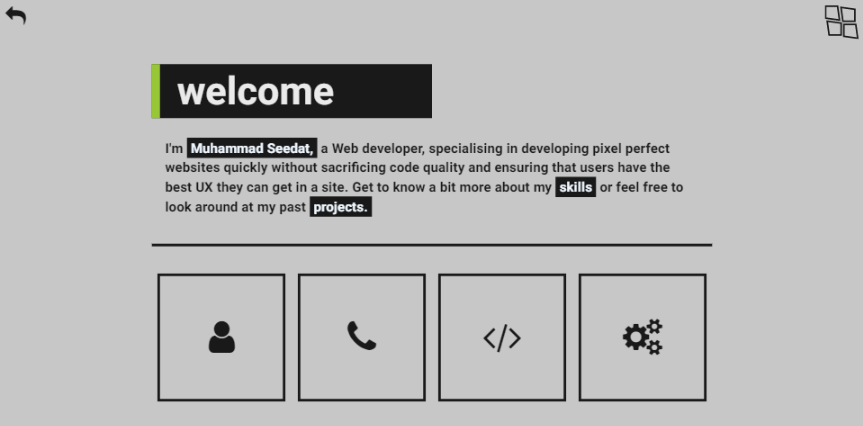 welcome
I'm Muhammad Seedat, a Web developer, specialising in developing pixel perfect
websites quickly without sacrificing code quality and ensuring that users have the
best UX they can get in a site. Get to know a bit more about my skills or feel free to
look around at my past projects.